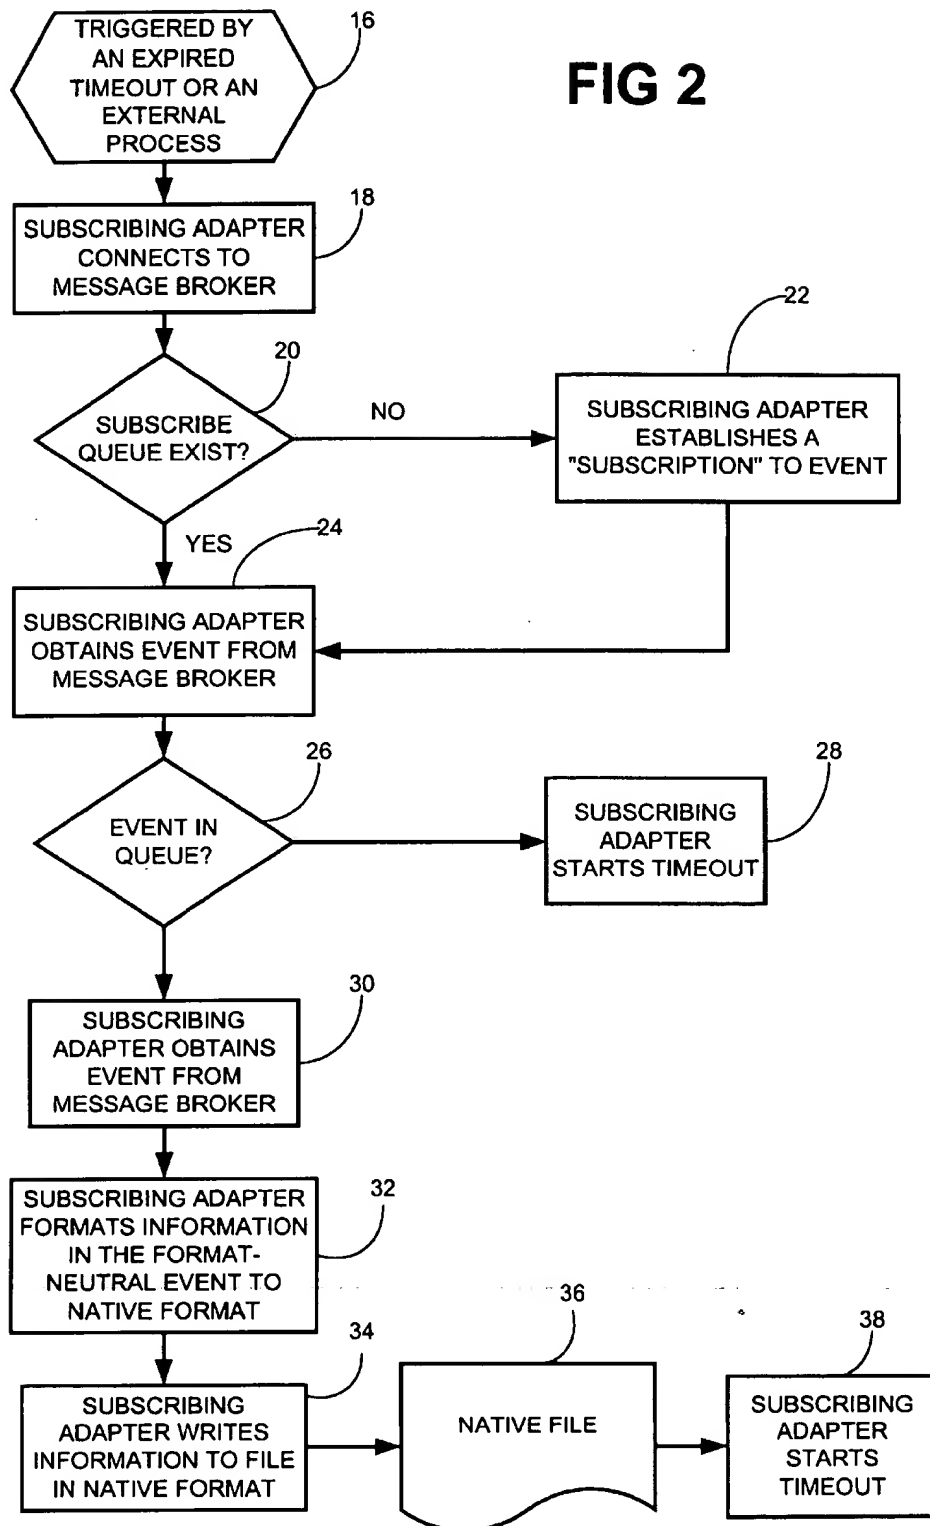 TRIGGERED BY
AN EXPIRED
TIMEOUT OR AN
EXTERNAL
PROCESS
16
FIG 2
SUBSCRIBING ADAPTER
CONNECTS TO
MESSAGE BROKER
18
SUBSCRIBE
QUEUE EXIST?
20
NO
SUBSCRIBING ADAPTER
ESTABLISHES A
"SUBSCRIPTION" TO EVENT
22
YES
SUBSCRIBING ADAPTER
OBTAINS EVENT FROM
MESSAGE BROKER
24
EVENT IN
QUEUE?
26
SUBSCRIBING
ADAPTER
STARTS TIMEOUT
28
SUBSCRIBING
ADAPTER OBTAINS
EVENT FROM
MESSAGE BROKER
30
SUBSCRIBING ADAPTER
FORMATS INFORMATION
IN THE FORMAT-
NEUTRAL EVENT TO
NATIVE FORMAT
32
SUBSCRIBING
ADAPTER WRITES
INFORMATION TO FILE
IN NATIVE FORMAT
34
NATIVE FILE
36
SUBSCRIBING
ADAPTER
STARTS
TIMEOUT
38